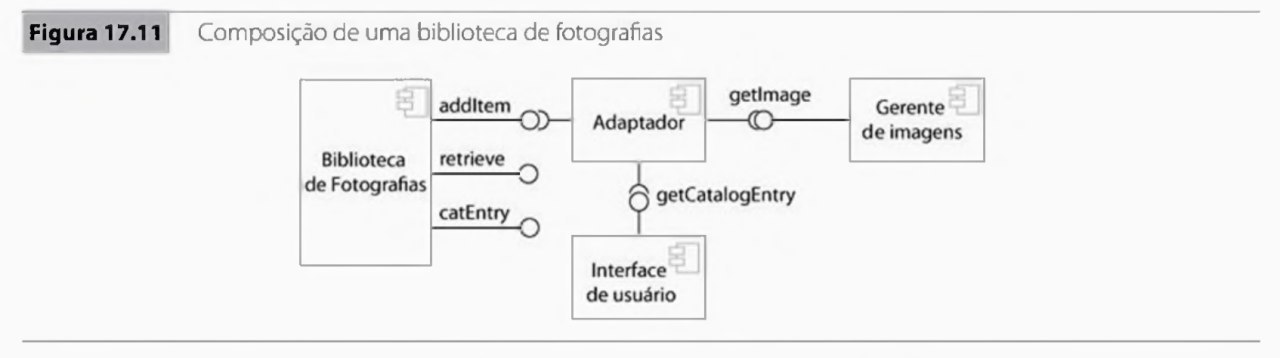 Figura 17.11 Composição de uma biblioteca de fotografias
addItem
Adaptador
getImage
Gerente
de imagens
Biblioteca
de Fotografias
retrieve
catEntry
getCatalogEntry
Interface
de usuário